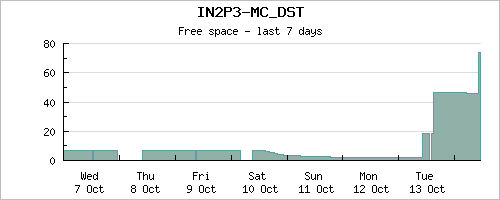 IN2P3-MC_DST
Free space - last 7 days
80
60
40
20
0
Wed Thu Fri Sat Sun Mon Tue
7 Oct 8 Oct 9 Oct 10 Oct 11 Oct 12 Oct 13 Oct